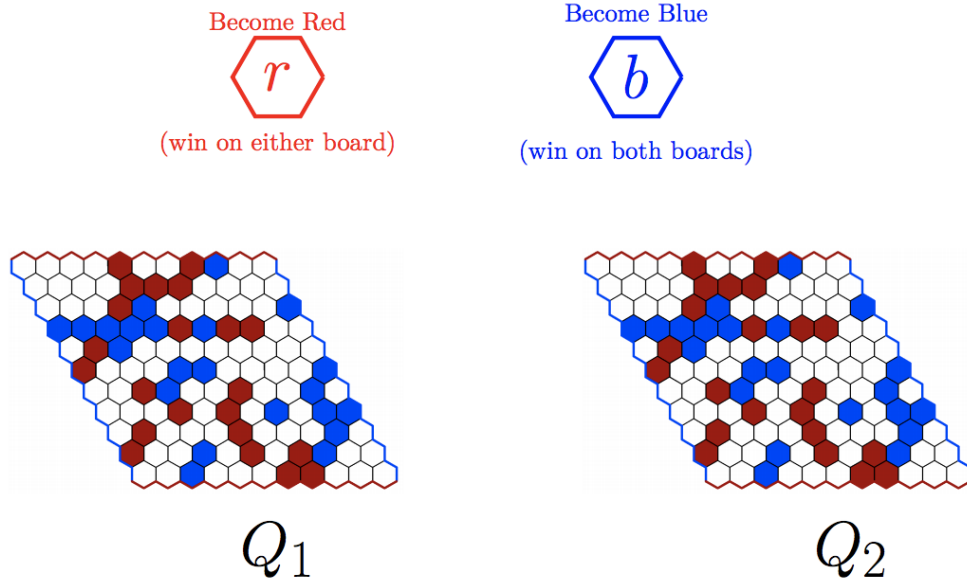 Become Red
Become Blue
r
b
(win on either board)
(win on both boards)
Q1
Q2